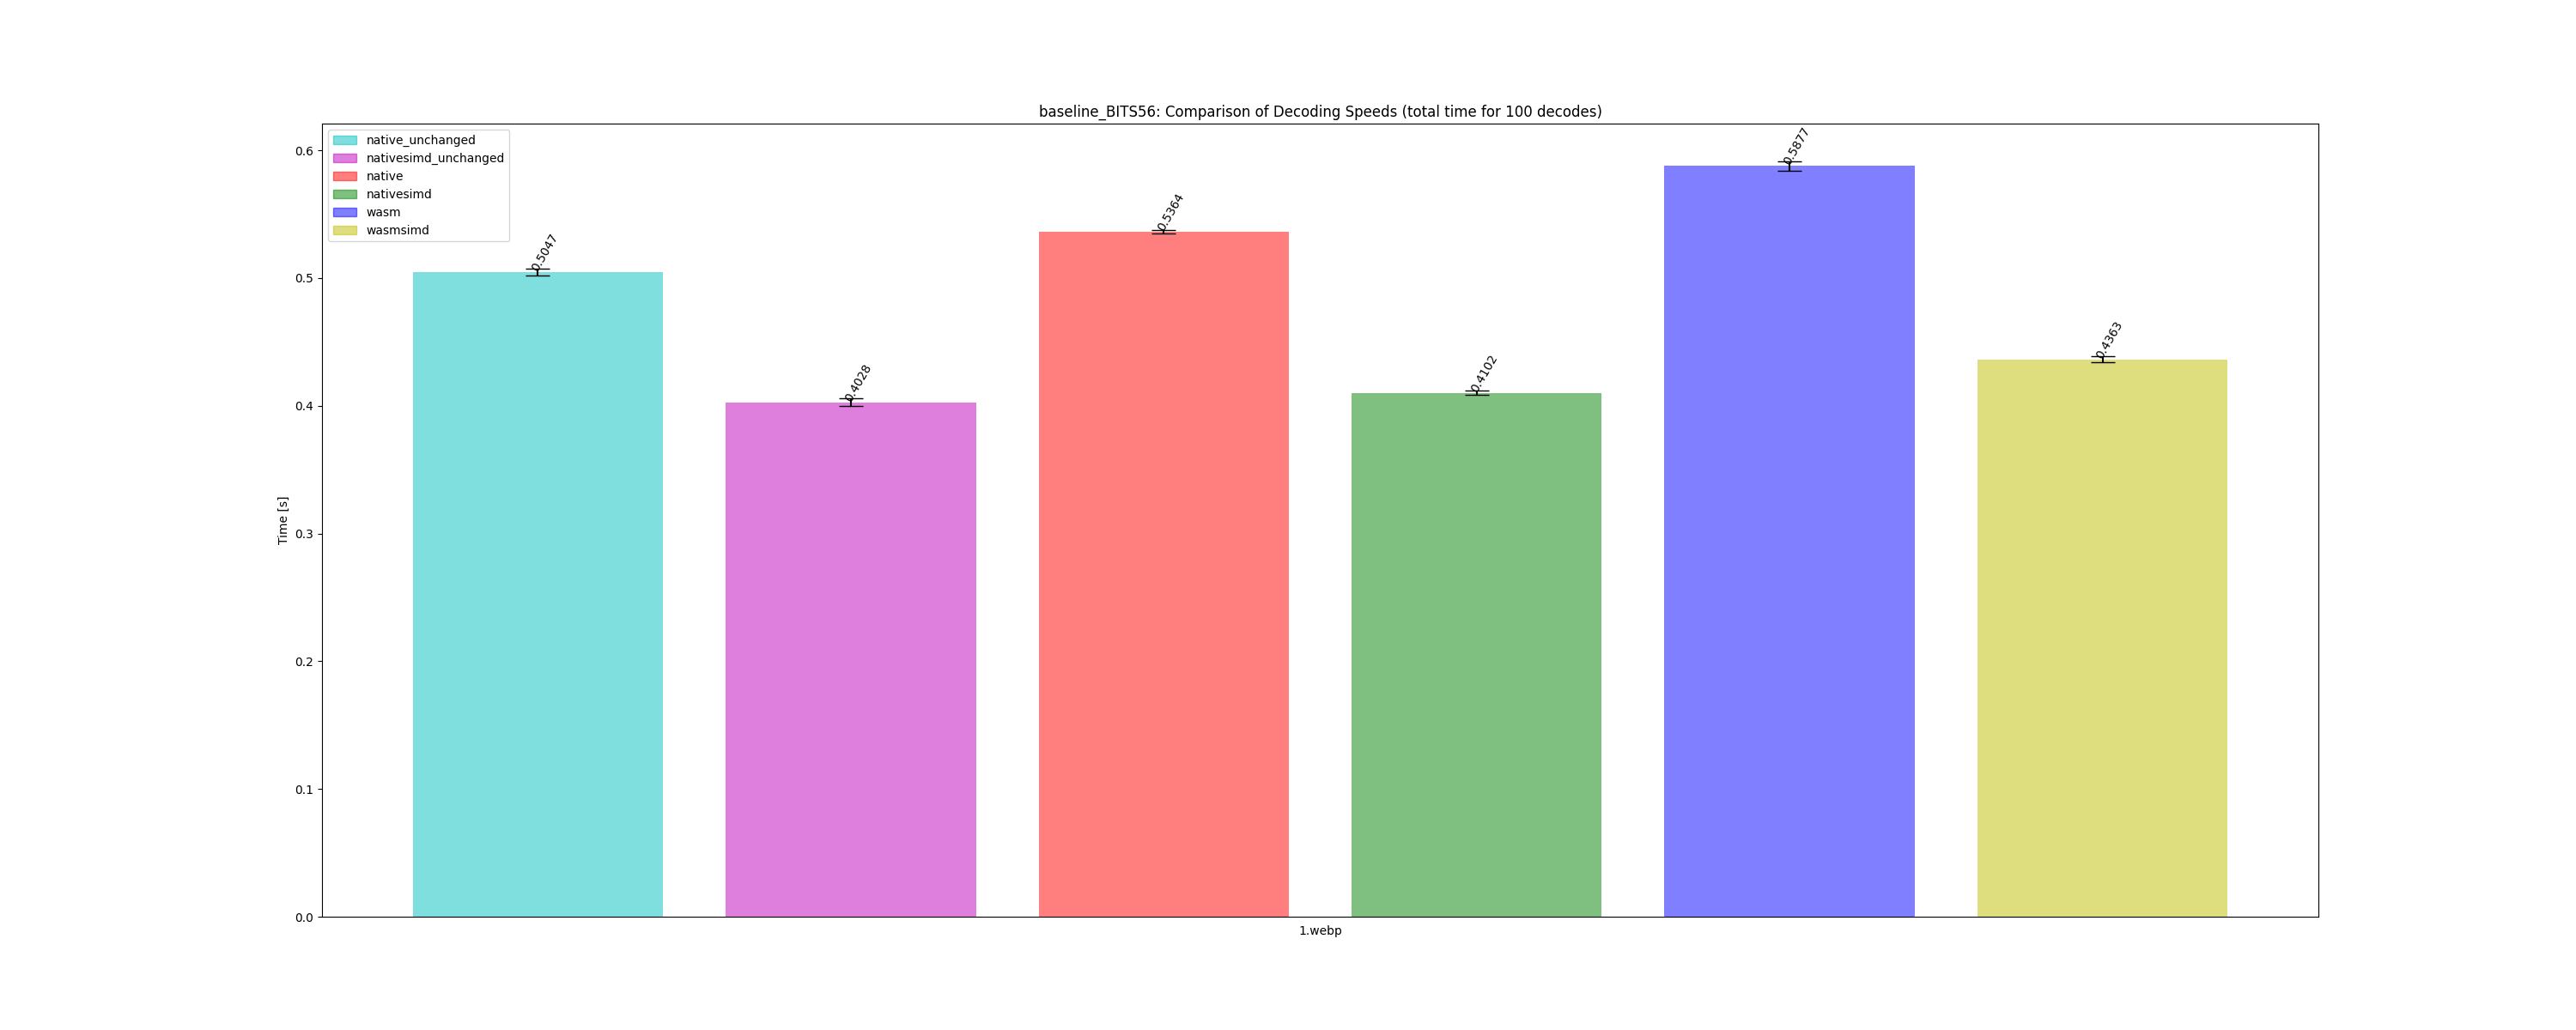 baseline_BITS56: Comparison of Decoding Speeds (total time for 100 decodes)
native_unchanged
nativesimd_unchanged
native
nativesimd
wasm
wasmsimd
0.6
0.5
0.4
0.3
0.2
0.1
0.0
Time [s]
0.5047
0.4028
0.5364
0.4102
0.5877
0.4363
1.webp